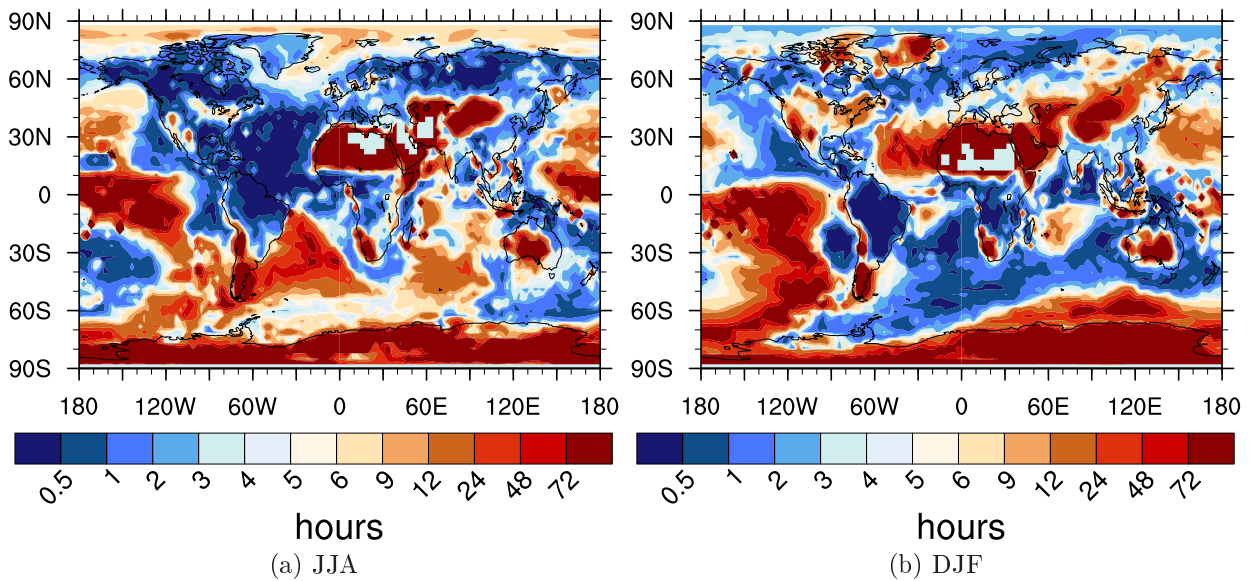 90N 90N
60N 60N
30N 30N
0 0
30S 30S
60S 60S
90S 90S
180 120W 60W 0 60E 120E 180 180 120W 60W 0 60E 120E 180
0.5 1 2 3 4 5 6 9 12 24 48 72 0.5 1 2 3 4 5 6 9 12 24 48 72
hours hours
(a) JJA (b) DJF